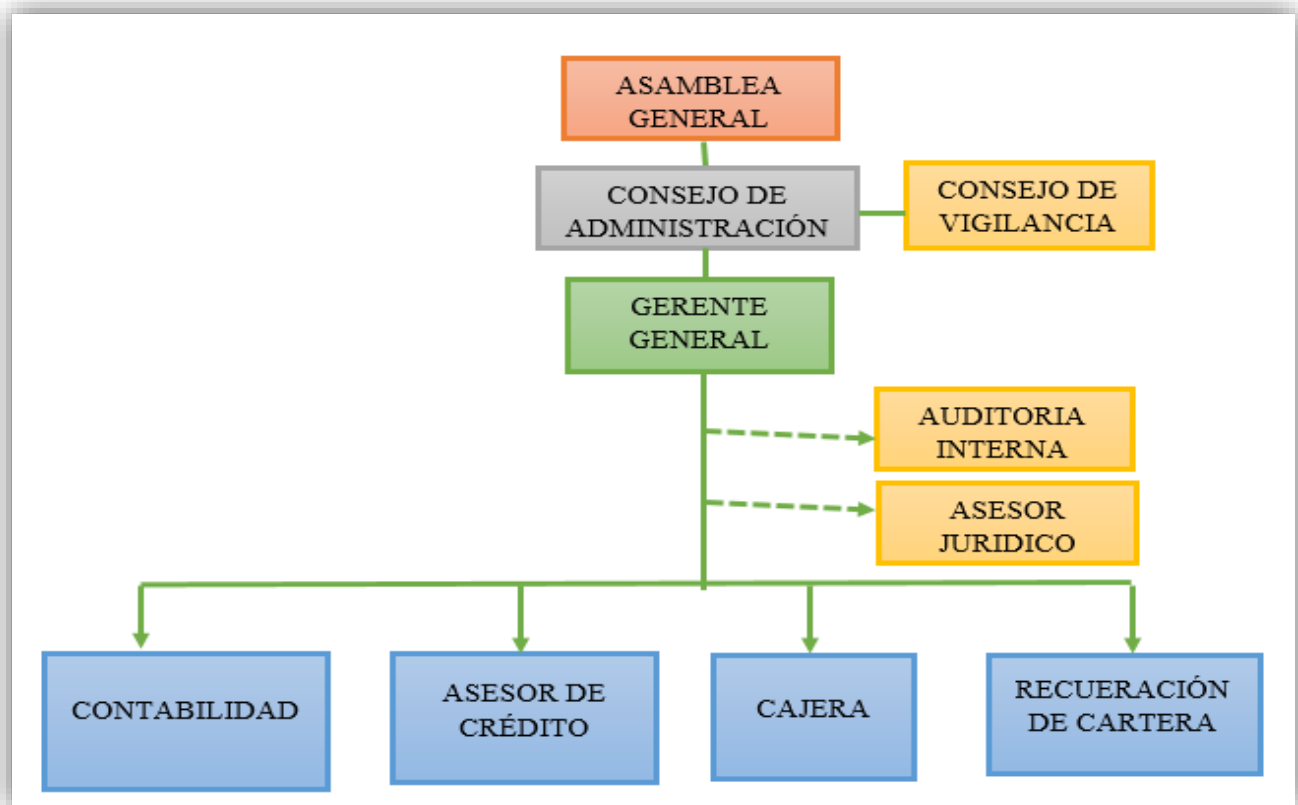 ASAMBLEA
GENERAL
CONSEJO DE
ADMINISTRACIÓN
CONSEJO DE
VIGILANCIA
GERENTE
GENERAL
AUDITORIA
INTERNA
ASESOR
JURIDICO
CONTABILIDAD
ASESOR DE
CRÉDITO
CAJERA
RECUERACIÓN
DE CARTERA